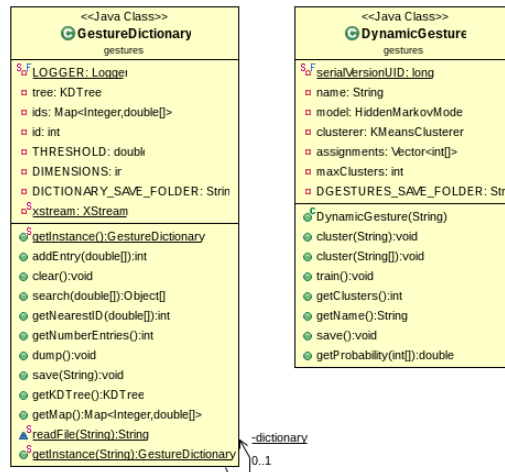 <<Java Class>>
GestureDictionary
gestures
LOGGER: Logger
tree: KDTree
ids: Map<Integer,double[]>
id: int
THRESHOLD: double
DIMENSIONS: ir
DICTIONARY_SAVE_FOLDER: Strin
xstream: XStream
getInstance():GestureDictionary
addEntry(double[]):int
clear():void
search(double[]):Object[]
getNearestID(double[]):int
getNumberEntries():int
dump():void
save(String):void
getKDTree():KDTree
getMap():Map<Integer,double[]>
readFile(String):String
getInstance(String):GestureDictionary
<<Java Class>>
DynamicGesture
gestures
serialVersionUID: long
name: String
model: HiddenMarkovMode
clusterer: KMeansClusterer
assignments: Vector<int[]>
maxClusters: int
DGESTURES_SAVE_FOLDER: Str
DynamicGesture(String)
cluster(String):void
cluster(String[]):void
train():void
getClusters():int
getName():String
save():void
getProbability(int[]):double
-dictionary
0..1